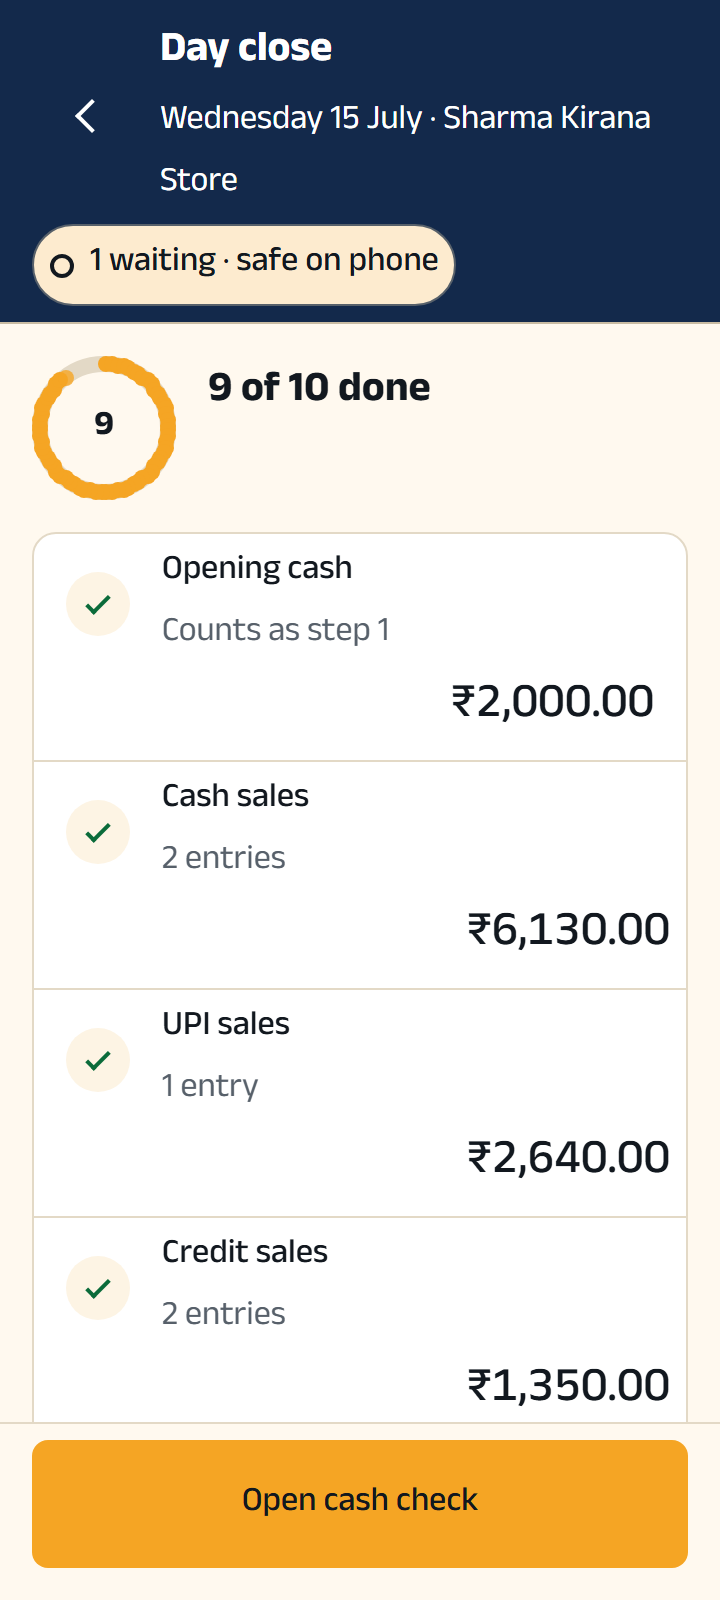 Day close
Wednesday 15 July · Sharma Kirana
Store
1 waiting · safe on phone
9
9 of 10 done
Opening cash
Counts as step 1
₹2,000.00
Cash sales
2 entries
₹6,130.00
UPI sales
1 entry
₹2,640.00
Credit sales
2 entries
₹1,350.00
Open cash check